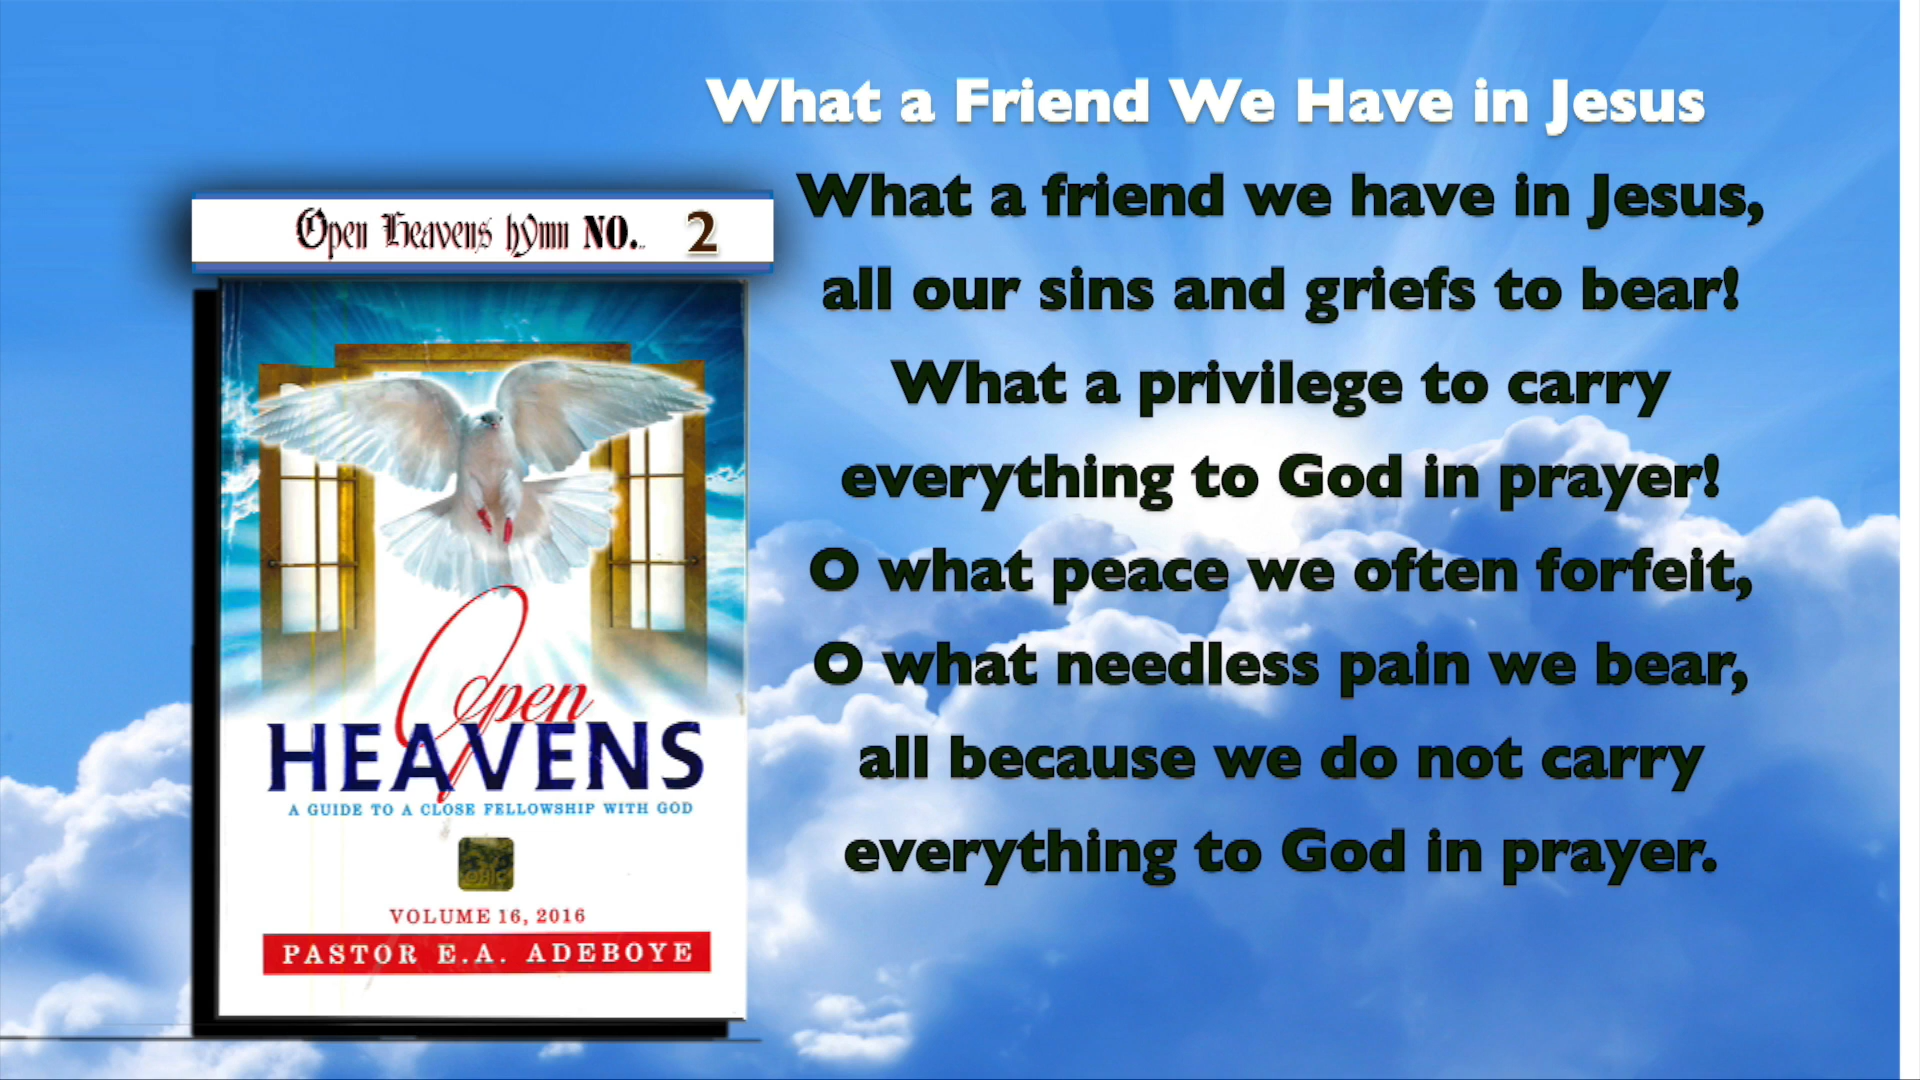 What a Friend We Have in Jesus
What a friend we have in Jesus,
all our sins and griefs to bear!
What a privilege to carry
everything to God in prayer!
O what peace we often forfeit,
O what needless pain we bear,
all because we do not carry
everything to God in prayer.
Open Heavens hymn NO.. 2
Open
HEAVENS
A GUIDE TO A CLOSE FELLOWSHIP WITH GOD
VOLUME 16, 2016
PASTOR E.A. ADEBOYE